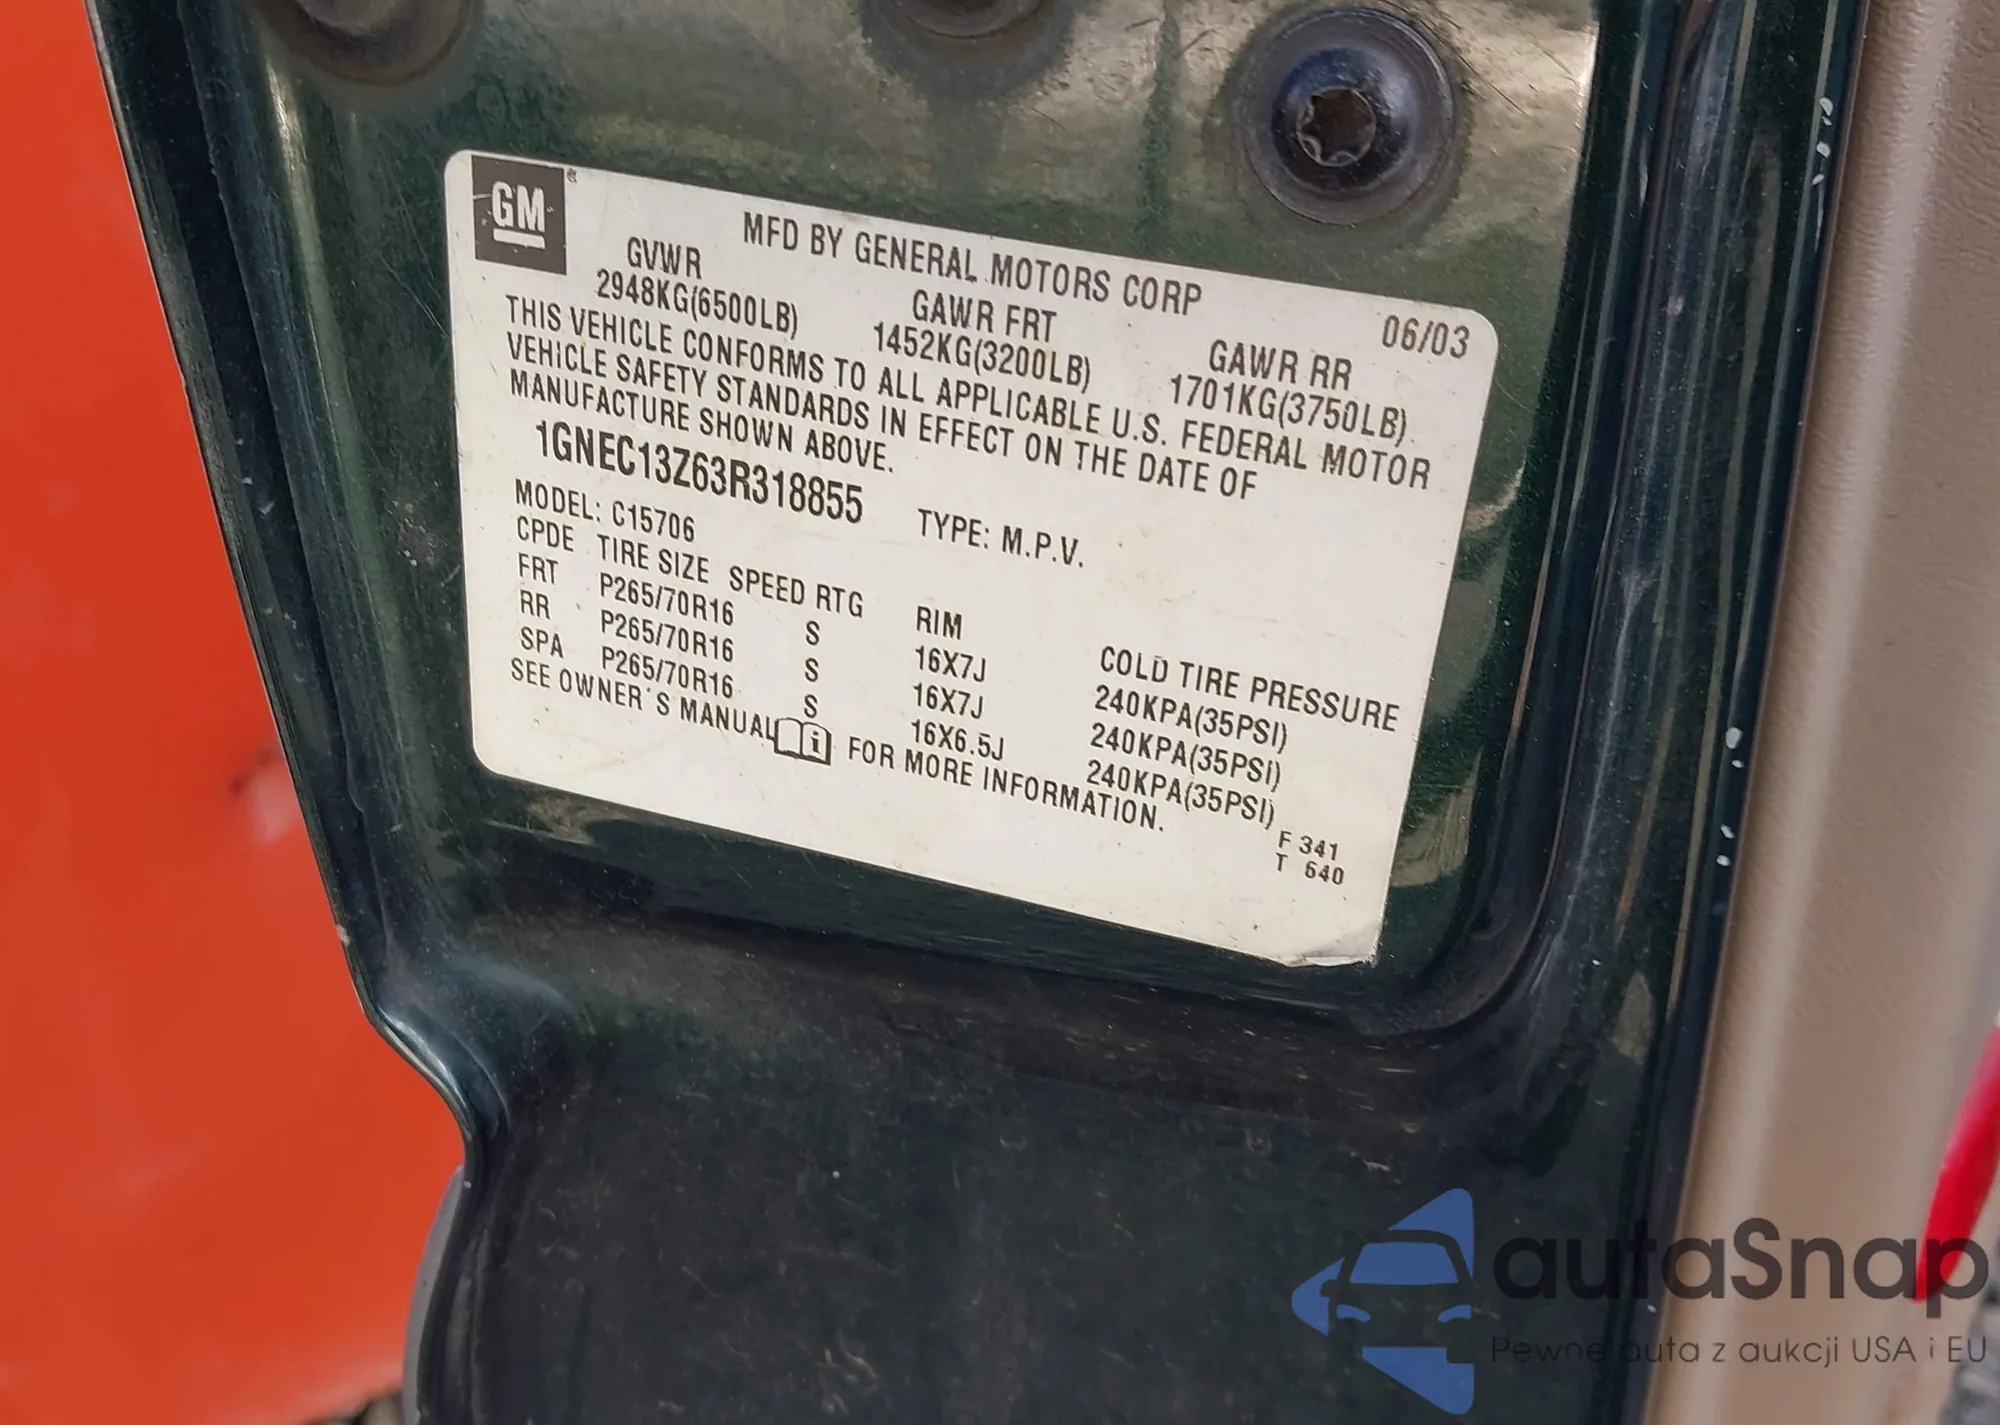 GM
MFD BY GENERAL MOTORS CORP
06/03
GVWR GAWR FRT GAWR RR
2948KG(6500LB) 1452KG(3200LB) 1701KG(3750LB)
THIS VEHICLE CONFORMS TO ALL APPLICABLE U.S. FEDERAL MOTOR
VEHICLE SAFETY STANDARDS IN EFFECT ON THE DATE OF
MANUFACTURE SHOWN ABOVE.
1GNEC13Z63R318855 TYPE: M.P.V.
MODEL: C15706
CPDE TIRE SIZE SPEED RTG RIM COLD TIRE PRESSURE
FRT P265/70R16 S 16X7J 240KPA(35PSI)
RR P265/70R16 S 16X7J 240KPA(35PSI)
SPA P265/70R16 S 16X6.5J 240KPA(35PSI)
SEE OWNER'S MANUAL i FOR MORE INFORMATION.
F 341
T 640
autaSnap
Pewne auta z aukcji USA i EU